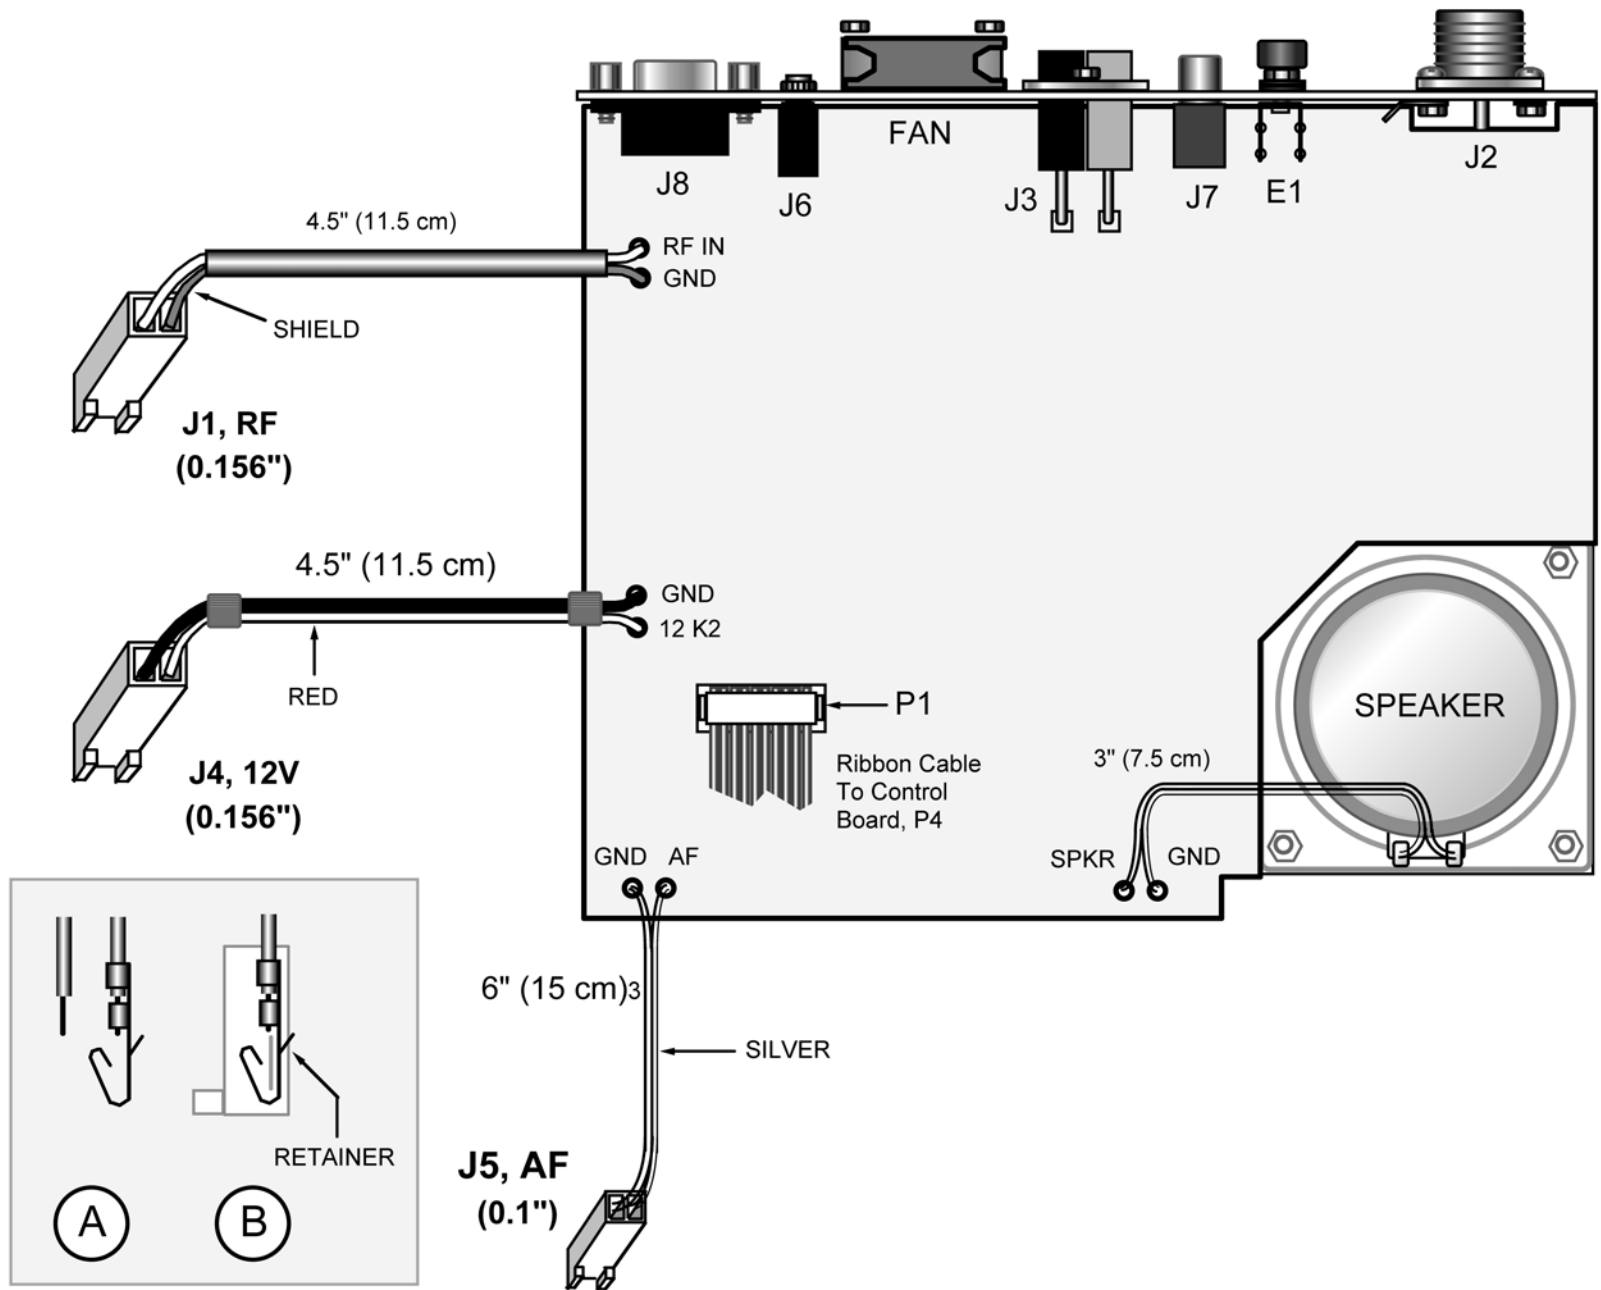 FAN
J8
J6
J3
J7
E1
J2
4.5" (11.5 cm)
RF IN
GND
SHIELD
J1, RF
(0.156")
4.5" (11.5 cm)
GND
12 K2
RED
J4, 12V
(0.156")
P1
Ribbon Cable
To Control
Board, P4
SPEAKER
3" (7.5 cm)
GND AF
SPKR GND
6" (15 cm)3
SILVER
J5, AF
(0.1")
RETAINER
A
B